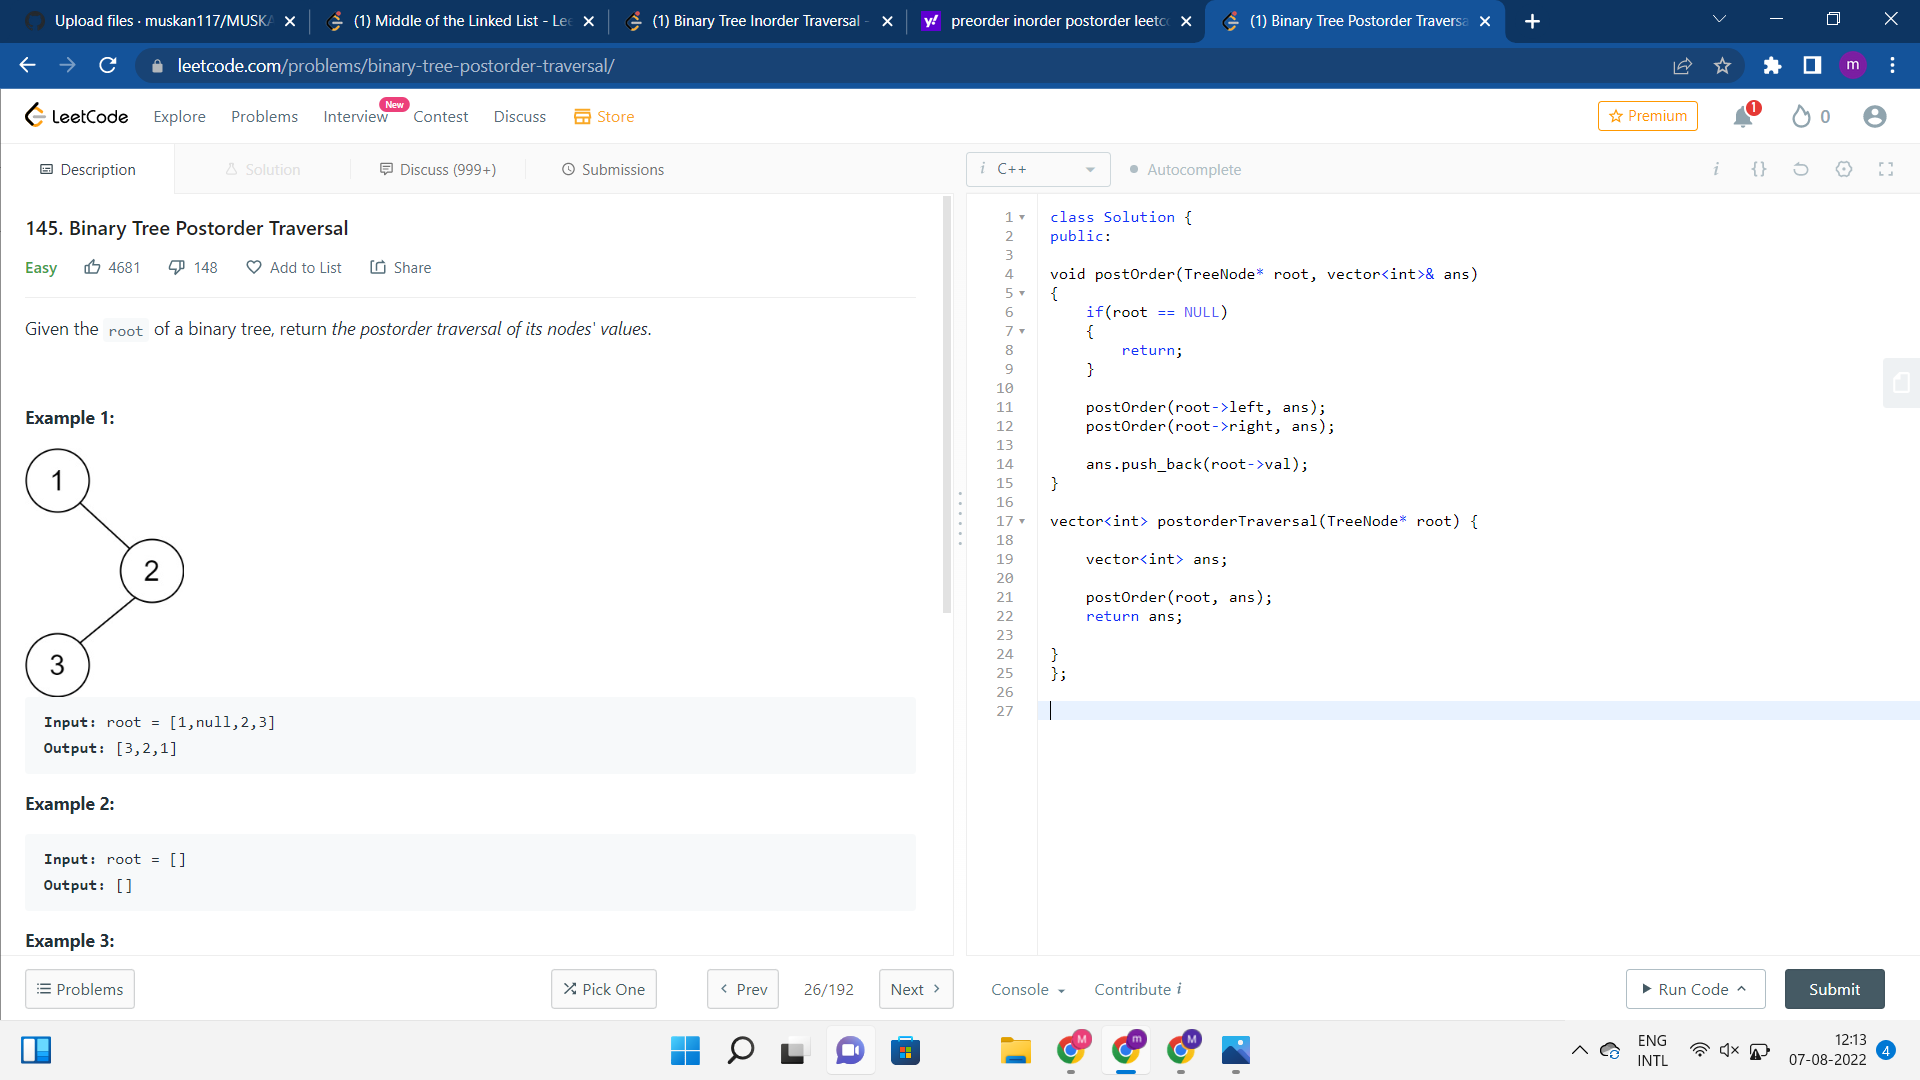 Upload files · muskan117/MUSKA
(1) Middle of the Linked List - Lee
(1) Binary Tree Inorder Traversal -
preorder inorder postorder leetco
(1) Binary Tree Postorder Traversa
leetcode.com/problems/binary-tree-postorder-traversal/
m
LeetCode
Explore
Problems
Interview
New
Contest
Discuss
Store
Premium
1
0
Description
Solution
Discuss (999+)
Submissions
i C++
Autocomplete
i
{}
145. Binary Tree Postorder Traversal
Easy
4681
148
Add to List
Share
Given the root of a binary tree, return the postorder traversal of its nodes' values.
Example 1:
1
2
3
Input: root = [1,null,2,3]
Output: [3,2,1]
Example 2:
Input: root = []
Output: []
Example 3:
1 class Solution {
2 public:
3
4 void postOrder(TreeNode* root, vector<int>& ans)
5 {
6 if(root == NULL)
7 {
8 return;
9 }
10
11 postOrder(root->left, ans);
12 postOrder(root->right, ans);
13
14 ans.push_back(root->val);
15 }
16
17 vector<int> postorderTraversal(TreeNode* root) {
18
19 vector<int> ans;
20
21 postOrder(root, ans);
22 return ans;
23
24 }
25 };
26
27
Problems
Pick One
Prev
26/192
Next
Console
Contribute i
Run Code
Submit
M
m
M
ENG
INTL
12:13
07-08-2022
4